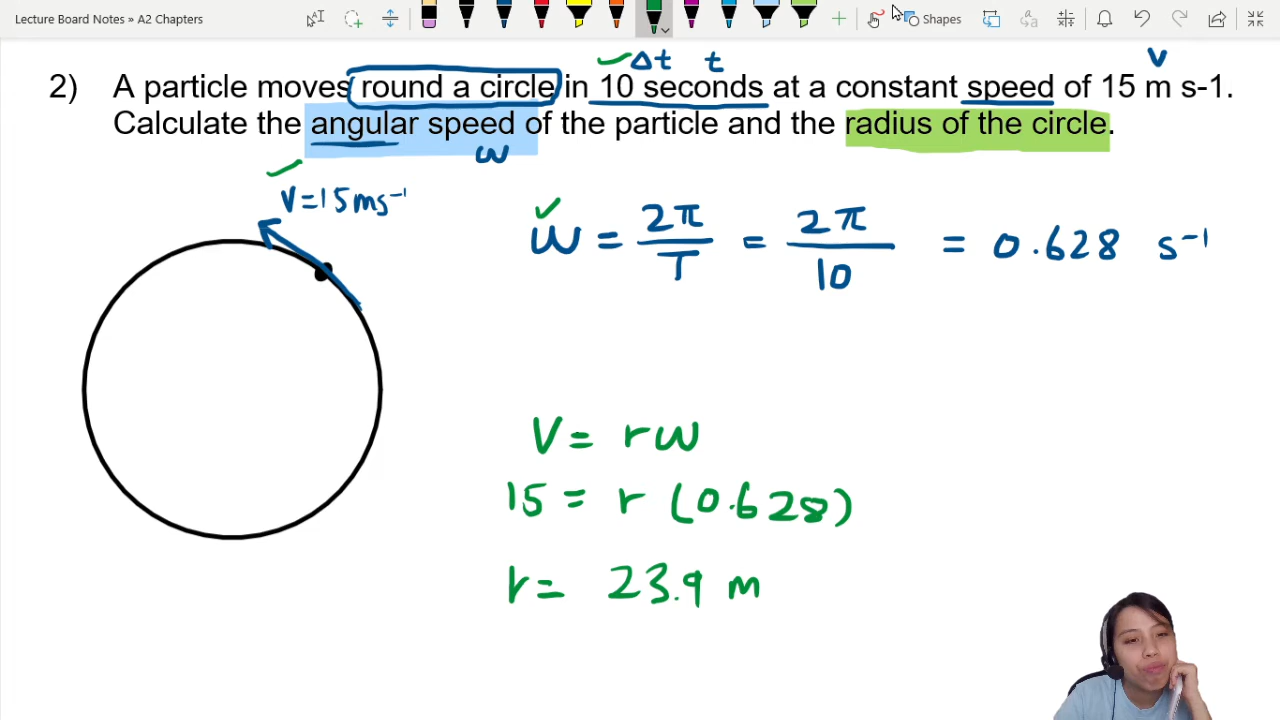 Lecture Board Notes » A2 Chapters
Shapes
Δt t v
2) A particle moves round a circle in 10 seconds at a constant speed of 15 m s-1.
Calculate the angular speed of the particle and the radius of the circle.
ω
v = 15 ms⁻¹
ω = 2π/T = 2π/10 = 0.628 s⁻¹
V = rω
15 = r (0.628)
r = 23.9 m